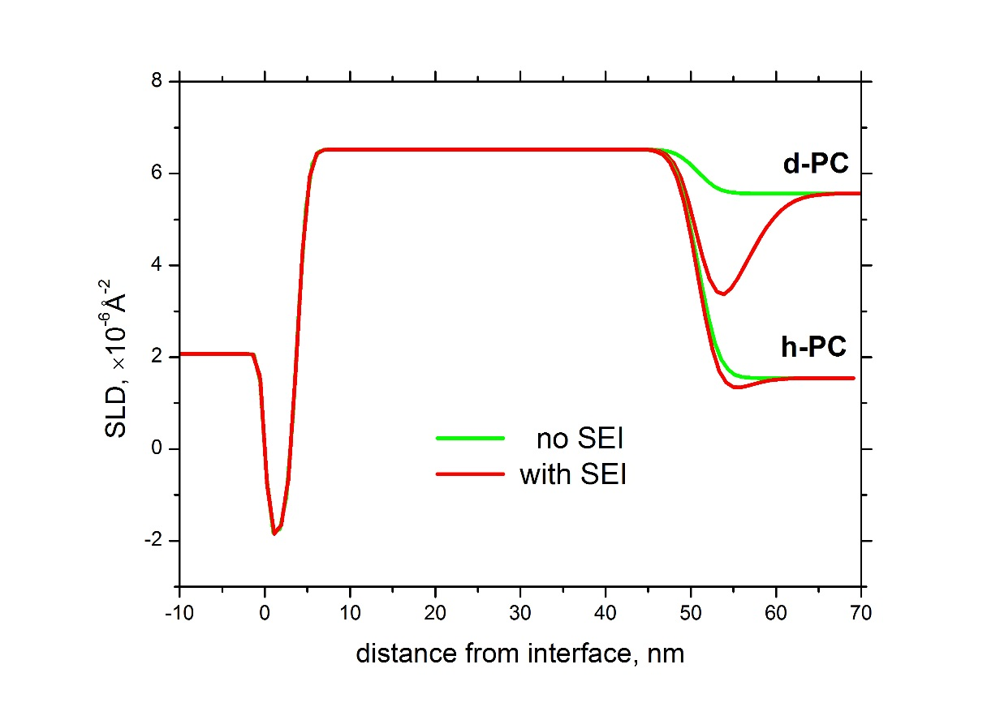 8
6
4
2
0
-2
SLD, ×10⁻⁶Å⁻²
d-PC
h-PC
no SEI
with SEI
-10 0 10 20 30 40 50 60 70
distance from interface, nm